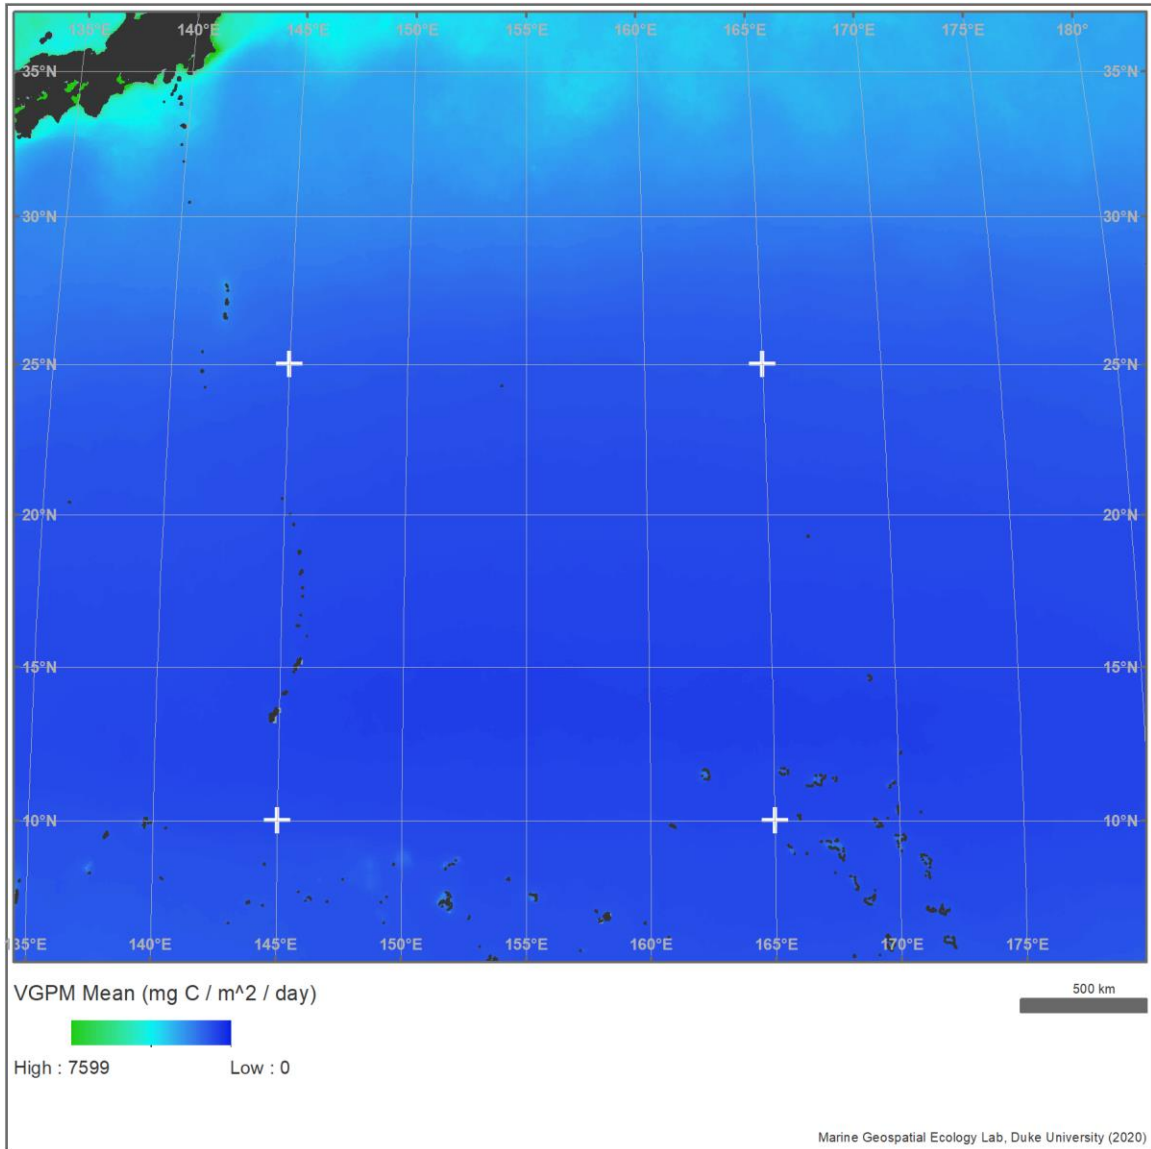 135°E 140°E 145°E 150°E 155°E 160°E 165°E 170°E 175°E 180°
35°N 35°N
30°N 30°N
25°N 25°N
20°N 20°N
15°N 15°N
10°N 10°N
135°E 140°E 145°E 150°E 155°E 160°E 165°E 170°E 175°E
VGPM Mean (mg C / m^2 / day)
500 km
High : 7599 Low : 0
Marine Geospatial Ecology Lab, Duke University (2020)